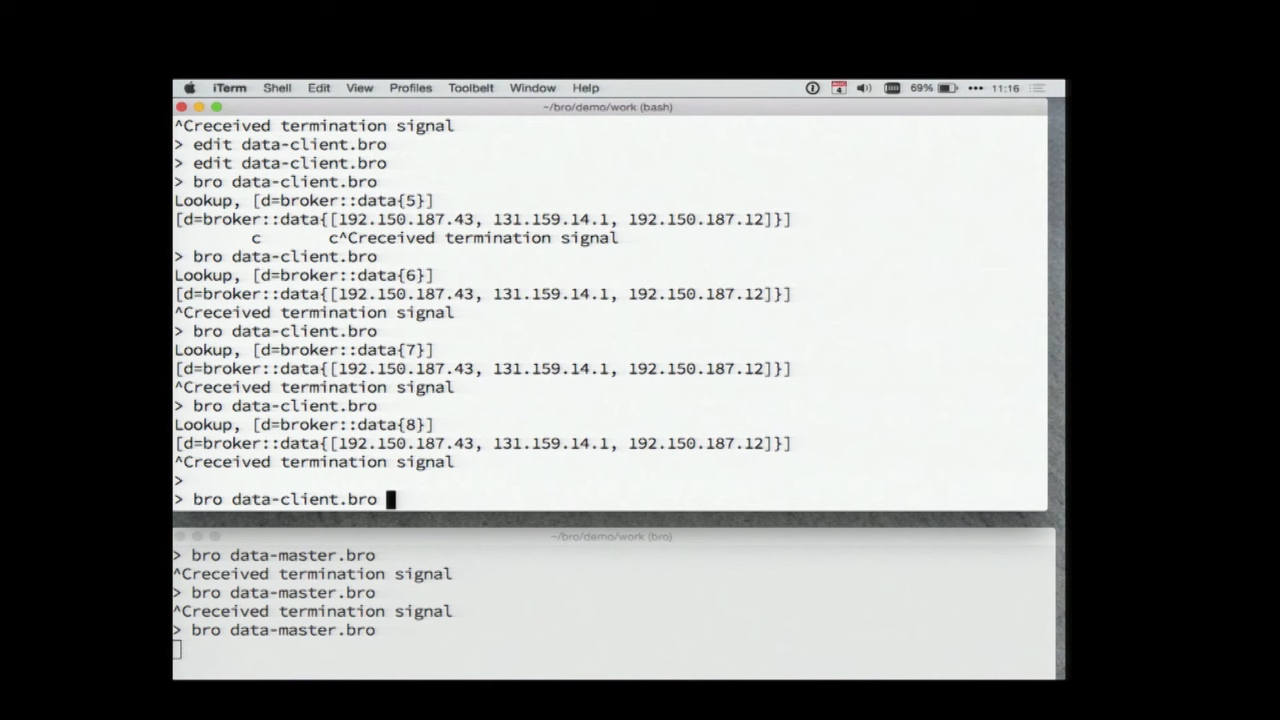 iTerm Shell Edit View Profiles Toolbelt Window Help 4 69% 11:16
~/bro/demo/work (bash)
^Creceived termination signal
> edit data-client.bro
> edit data-client.bro
> bro data-client.bro
Lookup, [d=broker::data{5}]
[d=broker::data{[192.150.187.43, 131.159.14.1, 192.150.187.12]}]
c c^Creceived termination signal
> bro data-client.bro
Lookup, [d=broker::data{6}]
[d=broker::data{[192.150.187.43, 131.159.14.1, 192.150.187.12]}]
^Creceived termination signal
> bro data-client.bro
Lookup, [d=broker::data{7}]
[d=broker::data{[192.150.187.43, 131.159.14.1, 192.150.187.12]}]
^Creceived termination signal
> bro data-client.bro
Lookup, [d=broker::data{8}]
[d=broker::data{[192.150.187.43, 131.159.14.1, 192.150.187.12]}]
^Creceived termination signal
>
> bro data-client.bro
~/bro/demo/work (bro)
> bro data-master.bro
^Creceived termination signal
> bro data-master.bro
^Creceived termination signal
> bro data-master.bro